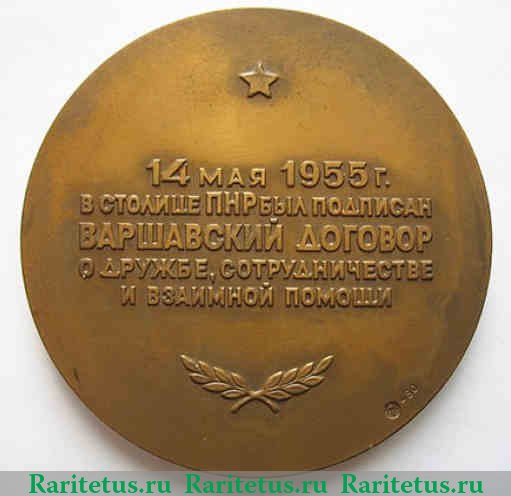 14 МАЯ 1955 Г.
В СТОЛИЦЕ ПНР БЫЛ ПОДПИСАН
ВАРШАВСКИЙ ДОГОВОР
О ДРУЖБЕ, СОТРУДНИЧЕСТВЕ
И ВЗАИМНОЙ ПОМОЩИ
Raritetus.ru Raritetus.ru Raritetus.ru